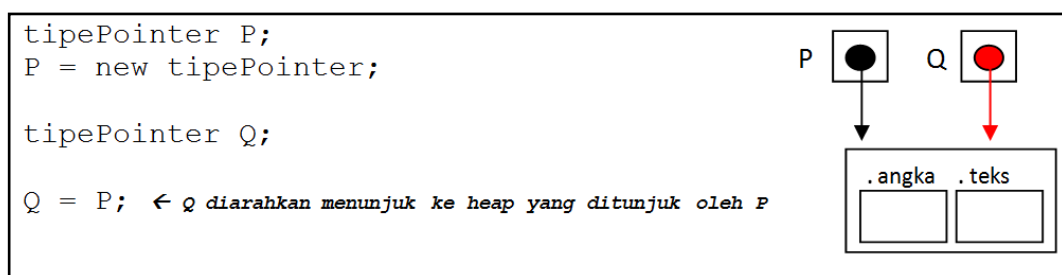 tipePointer P;
P = new tipePointer;
tipePointer Q;
Q = P; ← Q diarahkan menunjuk ke heap yang ditunjuk oleh P
P Q
.angka .teks